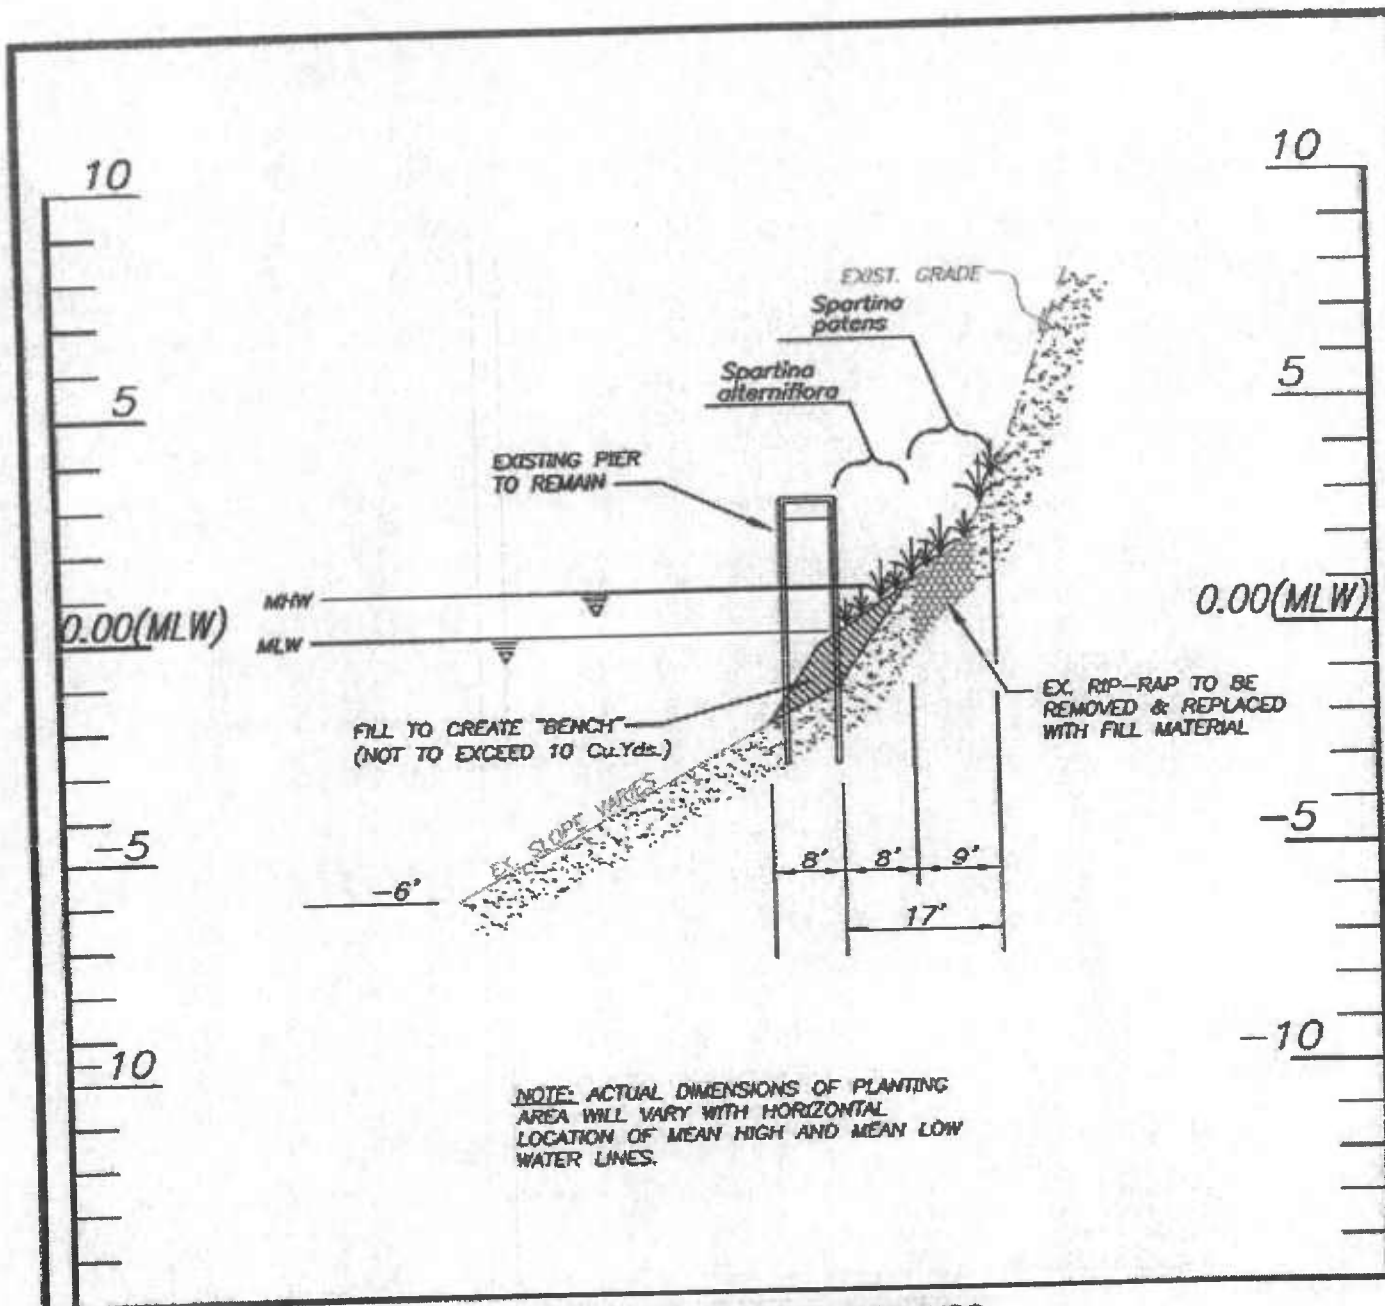 10
10
EXIST. GRADE
Spartina
patens
Spartina
alterniflora
5
5
EXISTING PIER
TO REMAIN
MHW
0.00(MLW)
0.00(MLW)
MLW
EX. RIP-RAP TO BE
REMOVED & REPLACED
WITH FILL MATERIAL
FILL TO CREATE "BENCH"
(NOT TO EXCEED 10 Cu.Yds.)
EX. SLOPE VARIES
-5
-5
8'
8'
9'
-6'
17'
-10
-10
NOTE: ACTUAL DIMENSIONS OF PLANTING
AREA WILL VARY WITH HORIZONTAL
LOCATION OF MEAN HIGH AND MEAN LOW
WATER LINES.